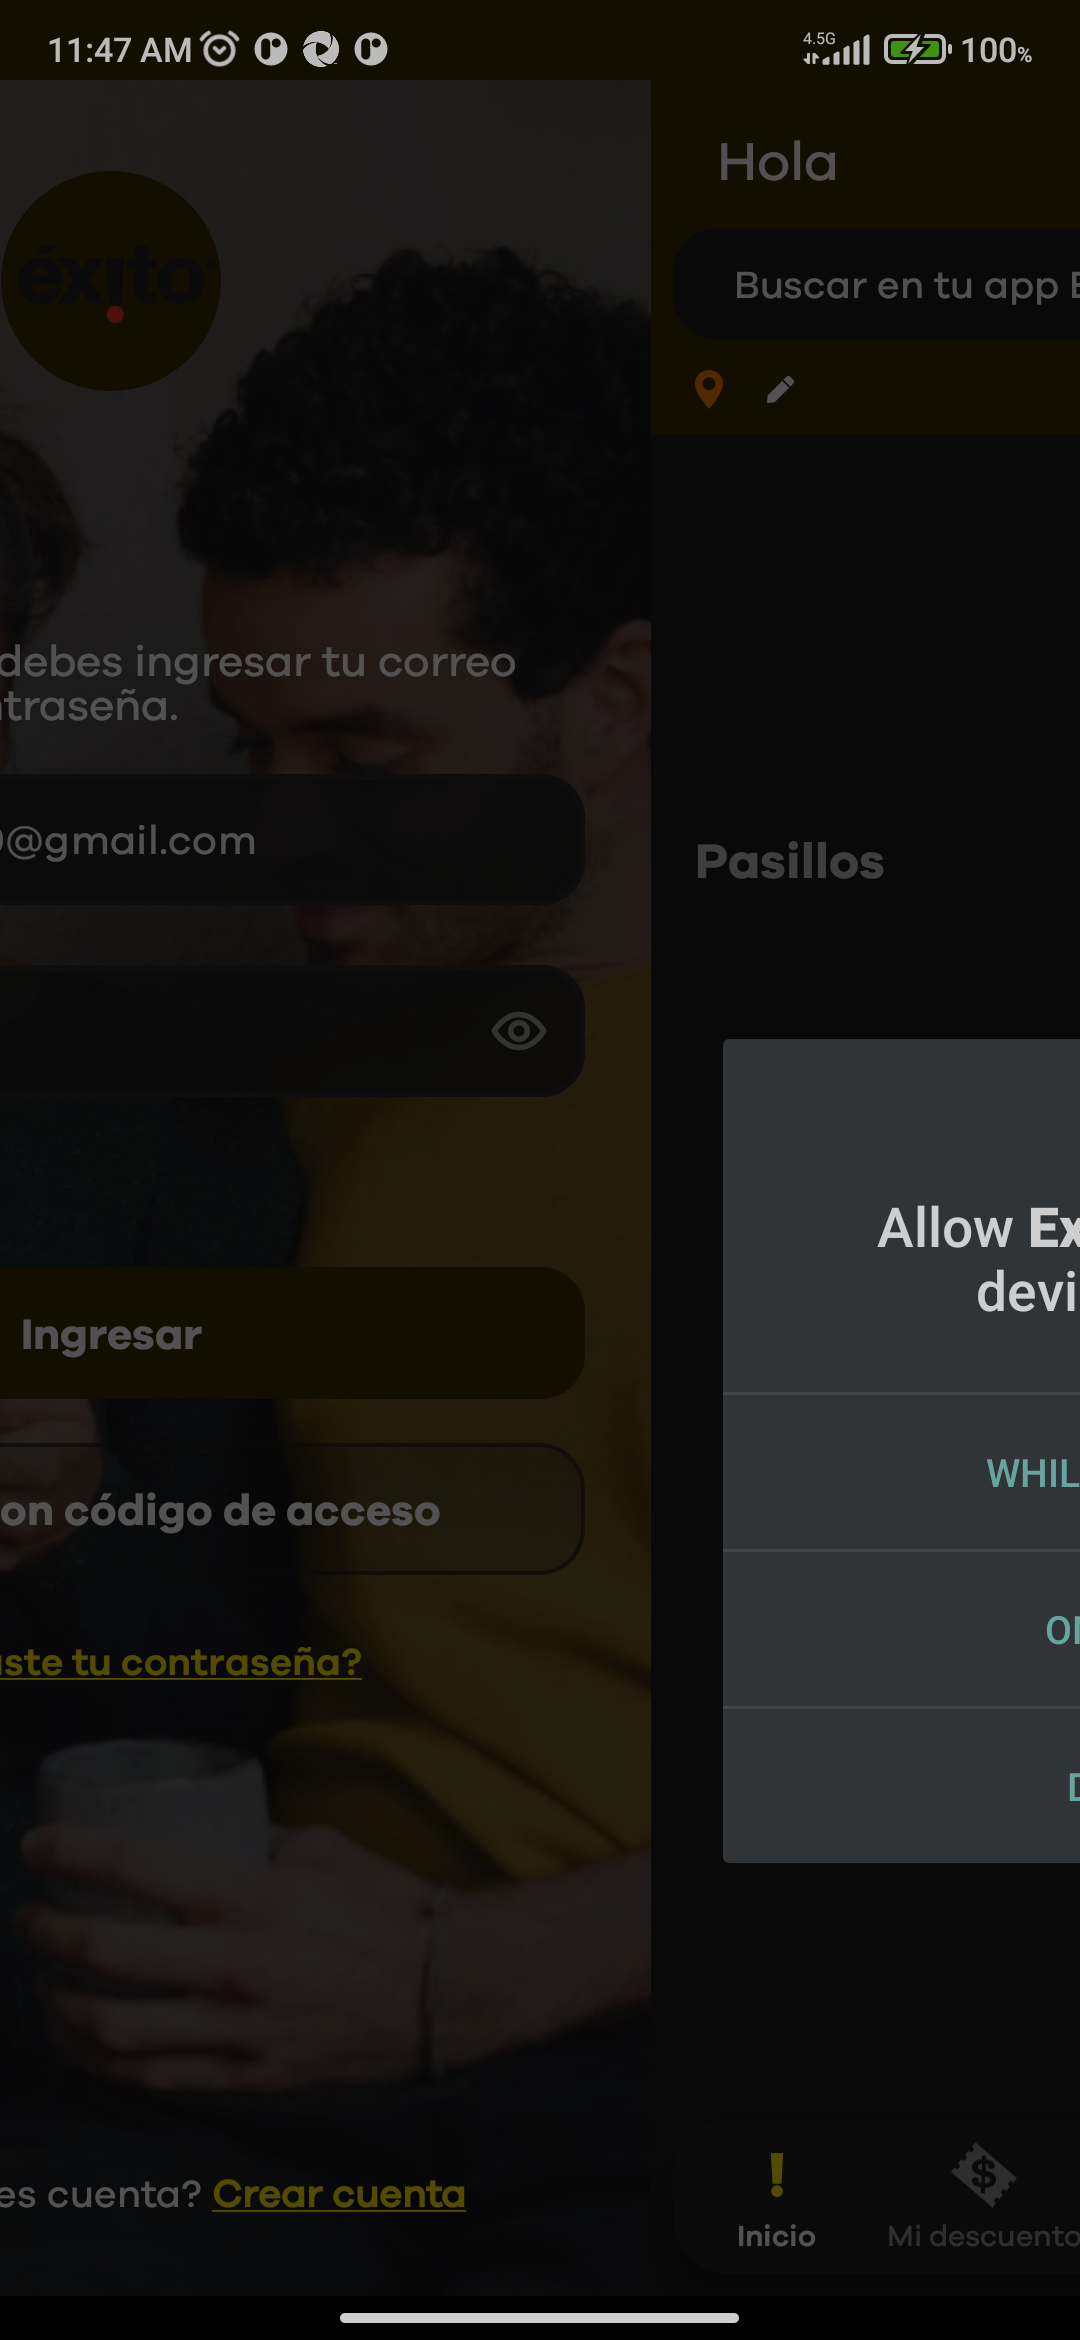 11:47 AM
4.5G
100%
éxito
debes ingresar tu correo
ntraseña.
@gmail.com
Ingresar
on código de acceso
ste tu contraseña?
es cuenta? Crear cuenta
Hola
Buscar en tu app
Pasillos
Allow Ex
devi
WHIL
Inicio
Mi descuento